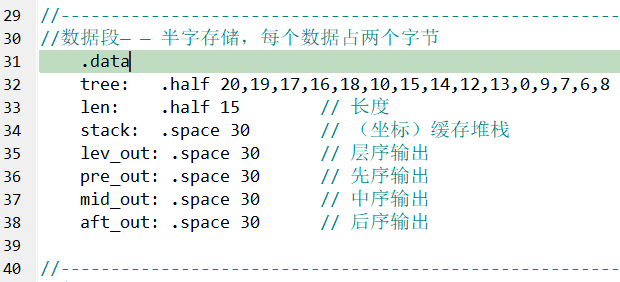 29 //--------------------------------------------------------
30 //数据段— — 半字存储，每个数据占两个字节
31     .data
32     tree:   .half 20,19,17,16,18,10,15,14,12,13,0,9,7,6,8
33     len:    .half 15        // 长度
34     stack:  .space 30       // （坐标）缓存堆栈
35     lev_out: .space 30      // 层序输出
36     pre_out: .space 30      // 先序输出
37     mid_out: .space 30      // 中序输出
38     aft_out: .space 30      // 后序输出
39
40 //--------------------------------------------------------